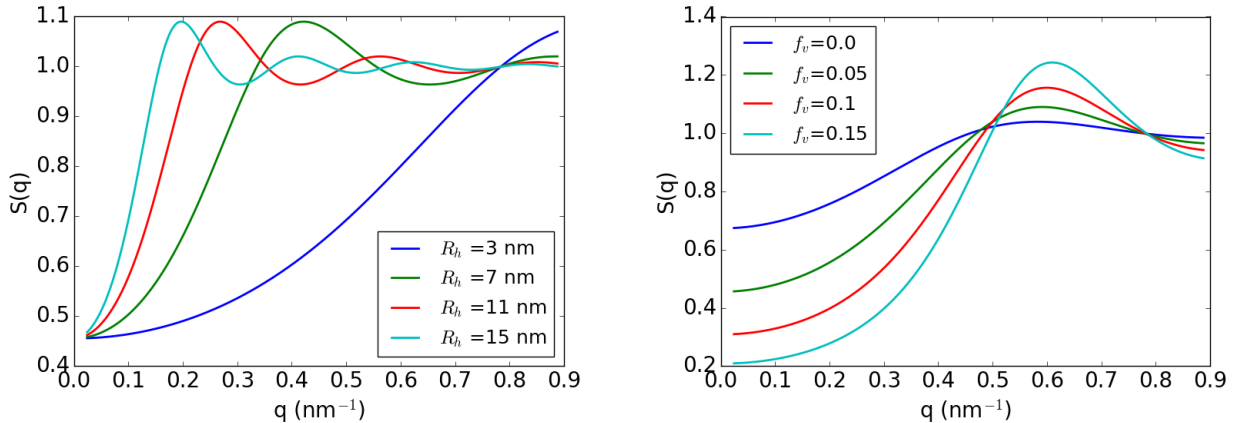 1.1
1.0
0.9
0.8
0.7
0.6
0.5
0.4
S(q)
0.0 0.1 0.2 0.3 0.4 0.5 0.6 0.7 0.8 0.9
q (nm⁻¹)
R_h =3 nm
R_h =7 nm
R_h =11 nm
R_h =15 nm
1.4
1.2
1.0
0.8
0.6
0.4
0.2
S(q)
0.0 0.1 0.2 0.3 0.4 0.5 0.6 0.7 0.8 0.9
q (nm⁻¹)
f_v=0.0
f_v=0.05
f_v=0.1
f_v=0.15